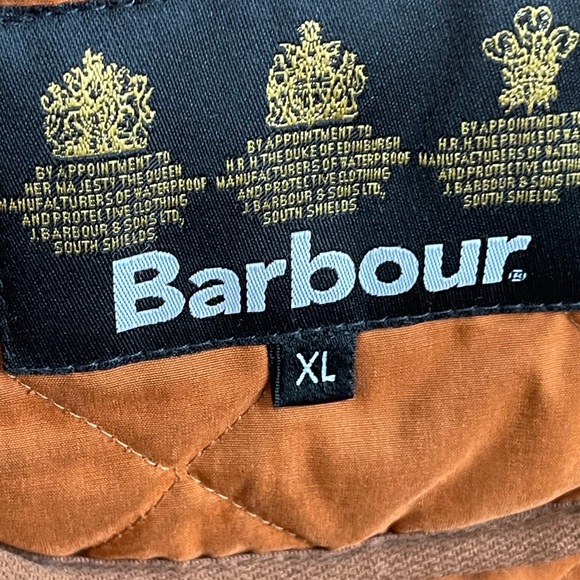 BY APPOINTMENT TO
HER MAJESTY THE QUEEN
MANUFACTURERS OF WATERPROOF
AND PROTECTIVE CLOTHING
J. BARBOUR & SONS LTD,
SOUTH SHIELDS.
BY APPOINTMENT TO
H.R.H. THE DUKE OF EDINBURGH
MANUFACTURERS OF WATERPROOF
AND PROTECTIVE CLOTHING
J. BARBOUR & SONS LTD,
SOUTH SHIELDS
BY APPOINTMENT TO
H.R.H. THE PRINCE OF WALES
MANUFACTURERS OF WATERPROOF
AND PROTECTIVE CLOTHING
J. BARBOUR & SONS LTD,
SOUTH SHIELDS
Barbour
XL